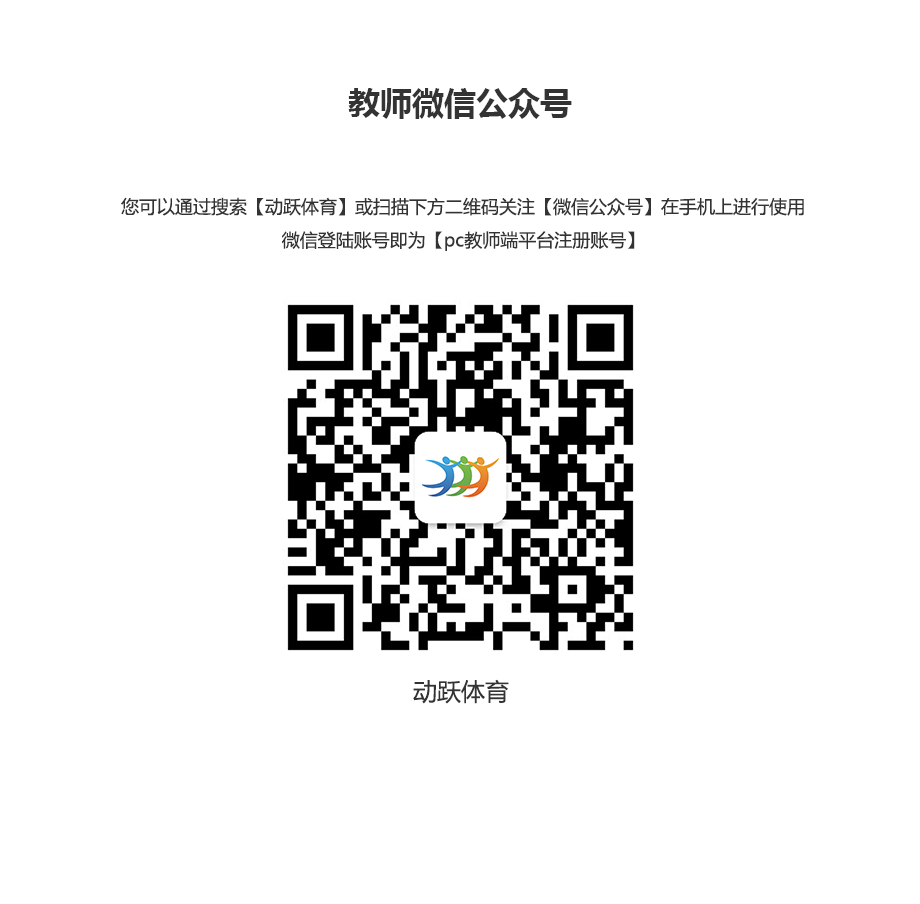 教师微信公众号
您可以通过搜索【动跃体育】或扫描下方二维码关注【微信公众号】在手机上进行使用
微信登陆账号即为【pc教师端平台注册账号】
动跃体育